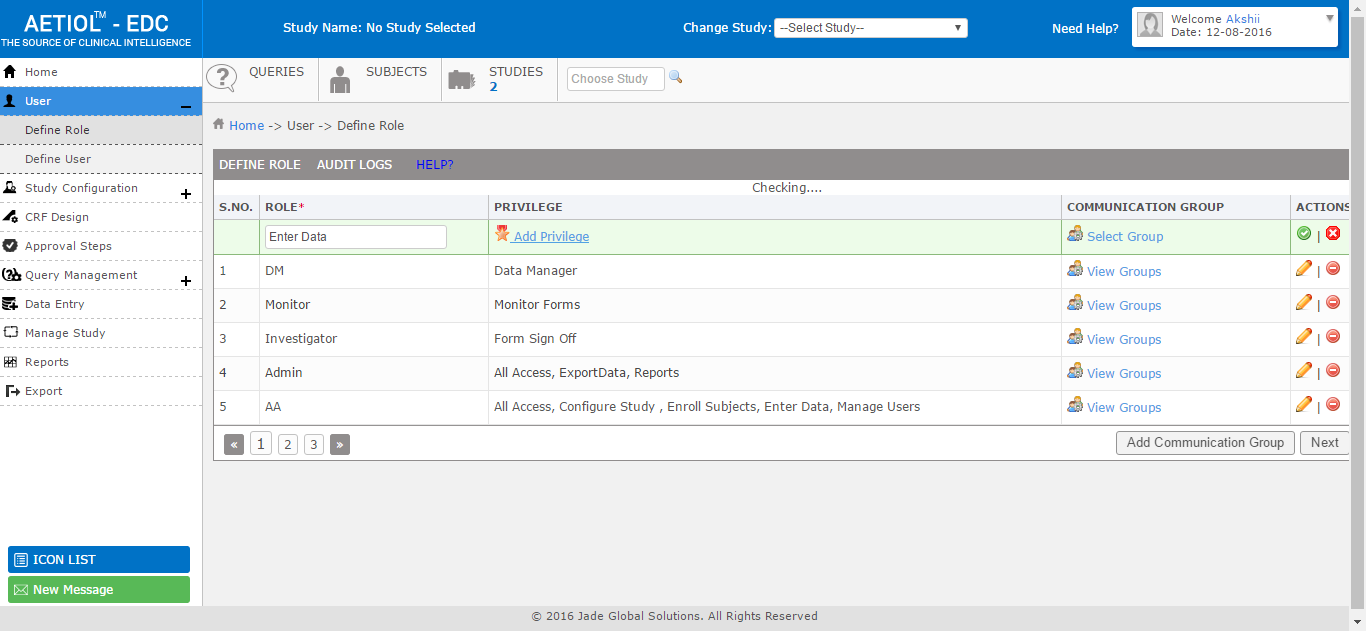 AETIOL™ - EDC
THE SOURCE OF CLINICAL INTELLIGENCE
Study Name: No Study Selected
Change Study: --Select Study--
Need Help?
Welcome Akshii
Date: 12-08-2016
Home
User
Define Role
Define User
Study Configuration
CRF Design
Approval Steps
Query Management
Data Entry
Manage Study
Reports
Export
ICON LIST
New Message
QUERIES
SUBJECTS
STUDIES
2
Choose Study
Home -> User -> Define Role
DEFINE ROLE AUDIT LOGS HELP?
Checking....
S.NO. ROLE* PRIVILEGE COMMUNICATION GROUP ACTIONS
Enter Data Add Privilege Select Group |
1 DM Data Manager View Groups |
2 Monitor Monitor Forms View Groups |
3 Investigator Form Sign Off View Groups |
4 Admin All Access, ExportData, Reports View Groups |
5 AA All Access, Configure Study , Enroll Subjects, Enter Data, Manage Users View Groups |
« 1 2 3 »
Add Communication Group Next
© 2016 Jade Global Solutions. All Rights Reserved